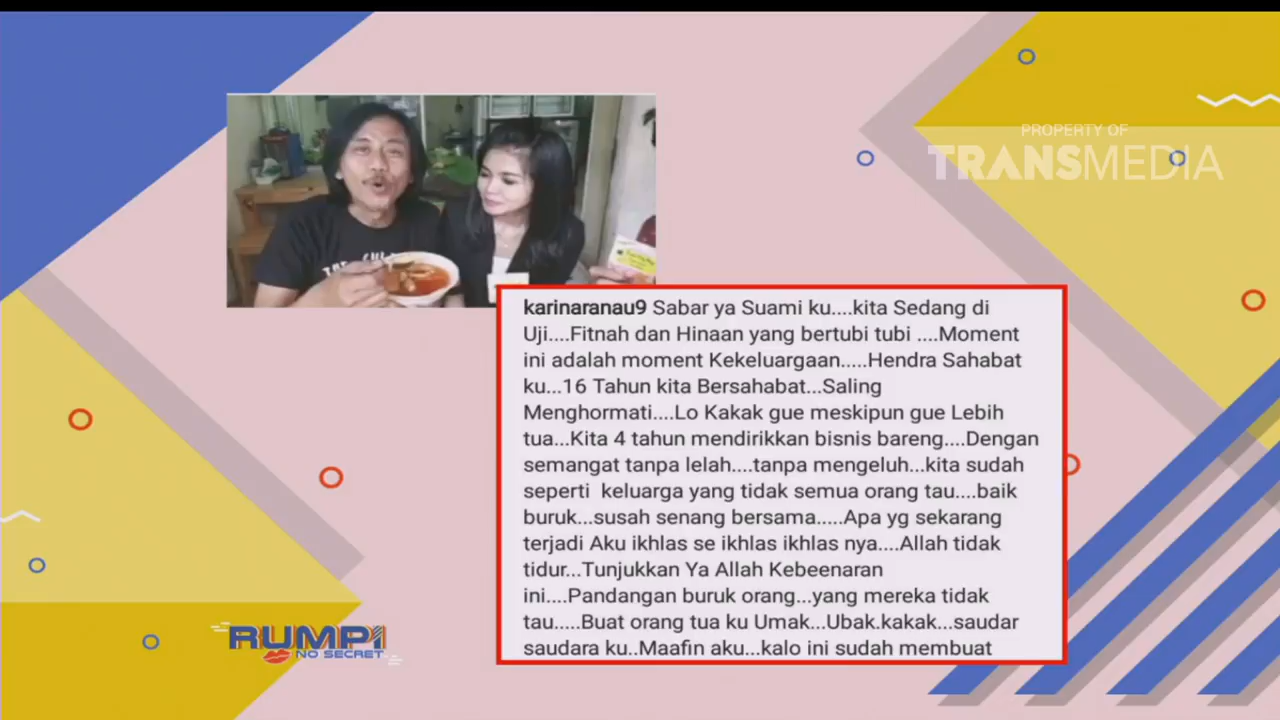 PROPERTY OF
TRANSMEDIA
karinaranau9 Sabar ya Suami ku....kita Sedang di
Uji....Fitnah dan Hinaan yang bertubi tubi ....Moment
ini adalah moment Kekeluargaan.....Hendra Sahabat
ku...16 Tahun kita Bersahabat...Saling
Menghormati....Lo Kakak gue meskipun gue Lebih
tua...Kita 4 tahun mendirikkan bisnis bareng....Dengan
semangat tanpa lelah....tanpa mengeluh...kita sudah
seperti keluarga yang tidak semua orang tau....baik
buruk...susah senang bersama.....Apa yg sekarang
terjadi Aku ikhlas se ikhlas ikhlas nya....Allah tidak
tidur...Tunjukkan Ya Allah Kebeenaran
ini....Pandangan buruk orang...yang mereka tidak
tau.....Buat orang tua ku Umak...Ubak.kakak...saudar
saudara ku..Maafin aku...kalo ini sudah membuat
RUMPI
NO SECRET